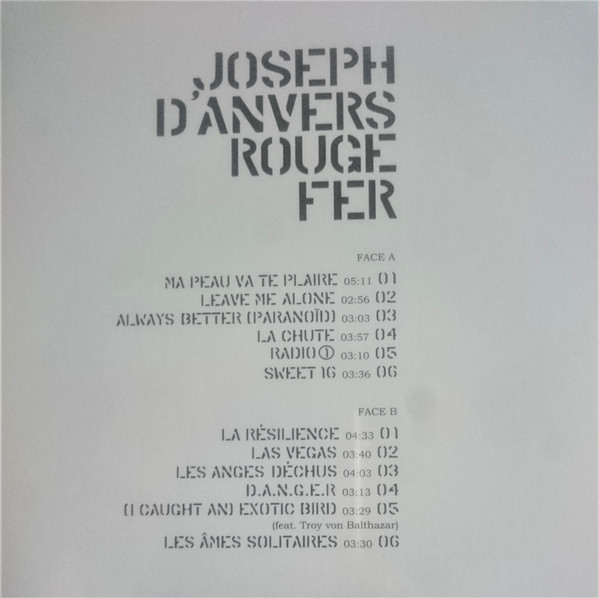 JOSEPH
D'ANVERS
ROUGE
FER
FACE A
MA PEAU VA TE PLAIRE 05:11 01
LEAVE ME ALONE 02:56 02
ALWAYS BETTER (PARANOÏD) 03:03 03
LA CHUTE 03:57 04
RADIO ① 03:10 05
SWEET 16 03:36 06
FACE B
LA RÉSILIENCE 04:33 01
LAS VEGAS 03:40 02
LES ANGES DÉCHUS 04:03 03
D.A.N.G.E.R 03:13 04
(I CAUGHT AN) EXOTIC BIRD 03:29 05
(feat. Troy von Balthazar)
LES ÂMES SOLITAIRES 03:30 06